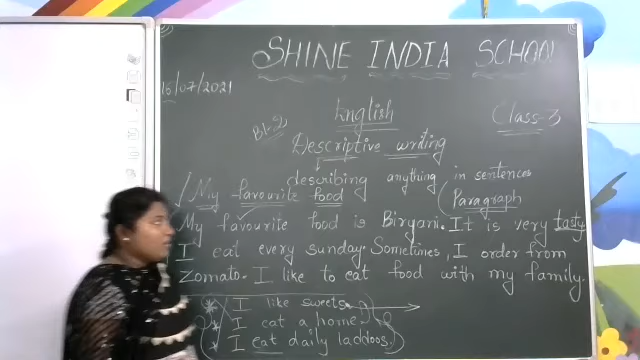 SHINE INDIA SCHOOL
15/07/2021
English
Class-3
Bl-2
Descriptive writing
describing anything in sentences
My favourite food
Paragraph
My favourite food is Biryani. It is very tasty
I eat every sunday. Sometimes, I order from
Zomato. I like to eat food with my family.
* I like sweets.
* I eat a home.
* I eat daily laddoos.